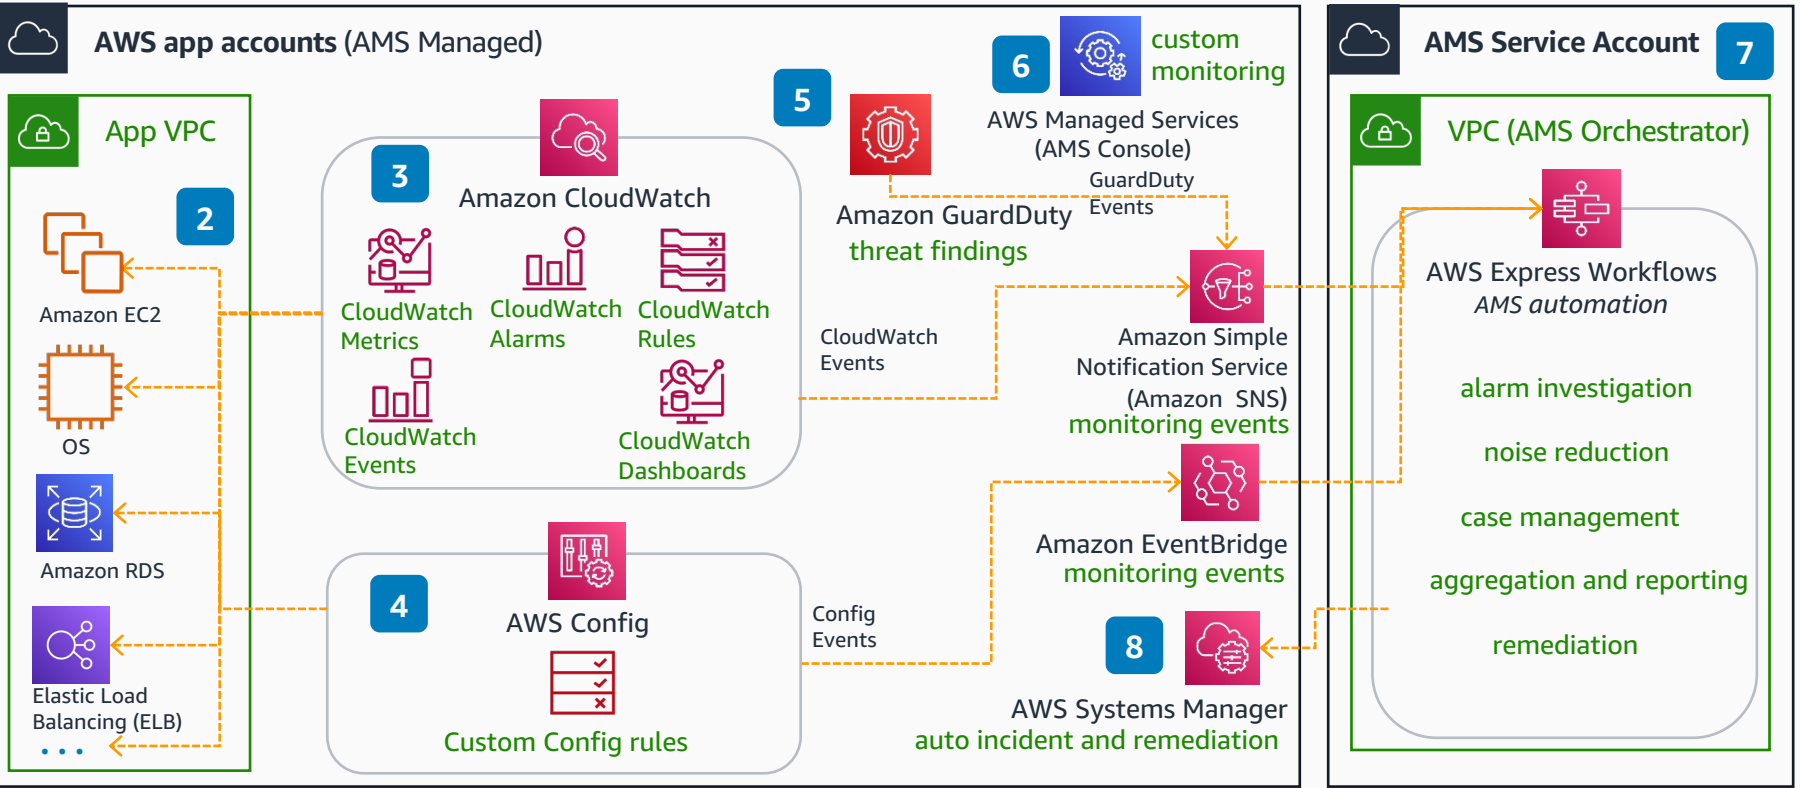 AWS app accounts (AMS Managed)
App VPC
2
Amazon EC2
OS
Amazon RDS
Elastic Load
Balancing (ELB)
3
Amazon CloudWatch
CloudWatch
Metrics
CloudWatch
Alarms
CloudWatch
Rules
CloudWatch
Events
CloudWatch
Dashboards
4
AWS Config
Custom Config rules
CloudWatch
Events
Config
Events
5
Amazon GuardDuty
threat findings
6
custom
monitoring
AWS Managed Services
(AMS Console)
GuardDuty
Events
Amazon Simple
Notification Service
(Amazon SNS)
monitoring events
Amazon EventBridge
monitoring events
8
AWS Systems Manager
auto incident and remediation
AMS Service Account
7
VPC (AMS Orchestrator)
AWS Express Workflows
AMS automation
alarm investigation
noise reduction
case management
aggregation and reporting
remediation